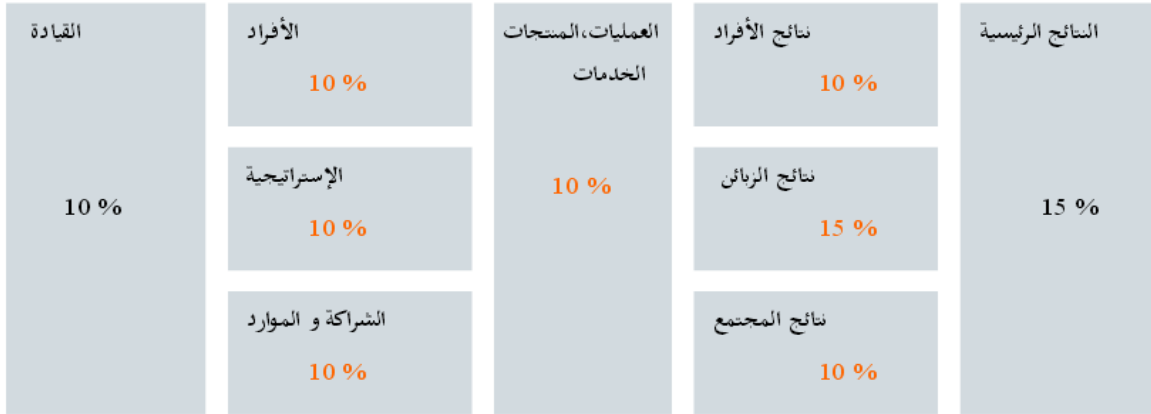 القيادة
10 %
الأفراد
10 %
الإستراتيجية
10 %
الشراكة و الموارد
10 %
العمليات،المنتجات
الخدمات
10 %
نتائج الأفراد
10 %
نتائج الزبائن
15 %
نتائج المجتمع
10 %
النتائج الرئيسية
15 %